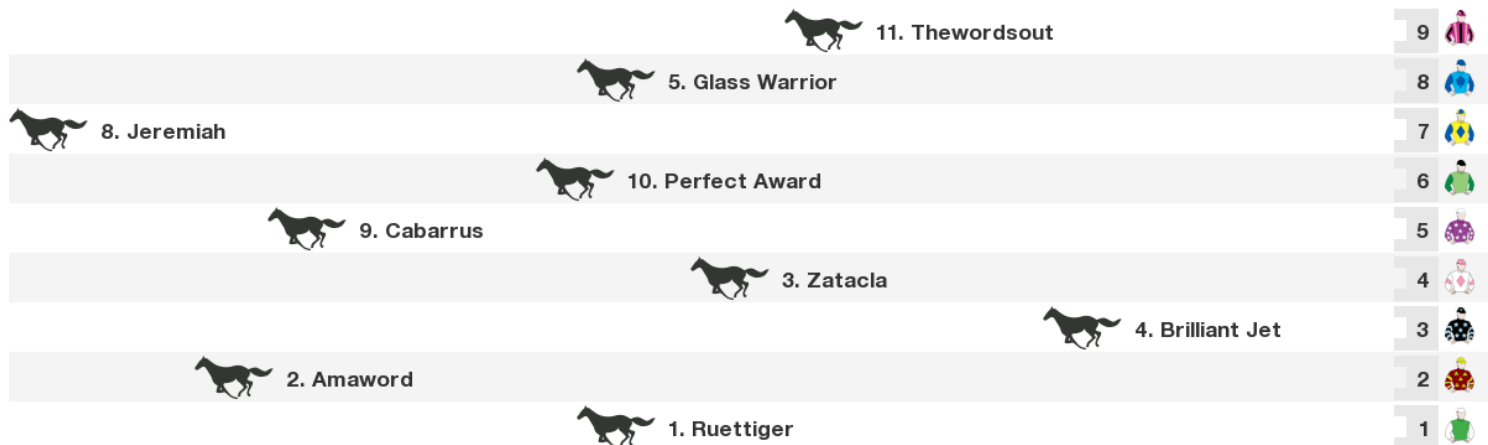 11. Thewordsout 9
5. Glass Warrior 8
8. Jeremiah 7
10. Perfect Award 6
9. Cabarrus 5
3. Zatacla 4
4. Brilliant Jet 3
2. Amaword 2
1. Ruettiger 1